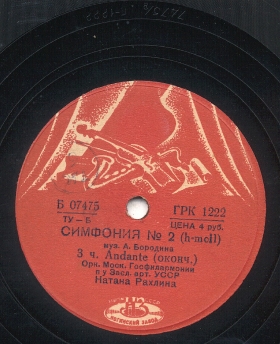 Б 07475 ГРК 1222
ТУ-Б ЦЕНА 4 руб.
СИМФОНИЯ № 2 (h-moll)
муз. А. Бородина
3 ч. Andante (оконч.)
Орк. Моск. Госфилармонии
п/у Засл. арт. УССР
Натана Рахлина
ЗАВОД